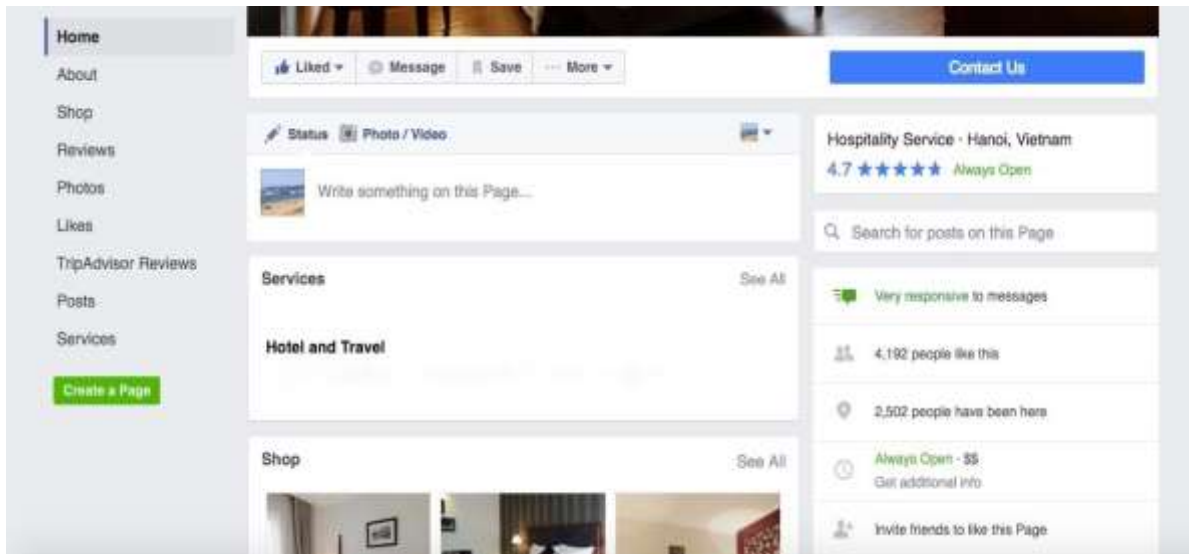 Home
About
Shop
Reviews
Photos
Likes
TripAdvisor Reviews
Posts
Services
Create a Page
Liked
Message
Save
More
Contact Us
Status Photo / Video
Write something on this Page...
Services See All
Hotel and Travel
Shop See All
Hospitality Service · Hanoi, Vietnam
4.7 ★★★★★ Always Open
Search for posts on this Page
Very responsive to messages
4,192 people like this
2,502 people have been here
Always Open · $$
Get additional info
Invite friends to like this Page